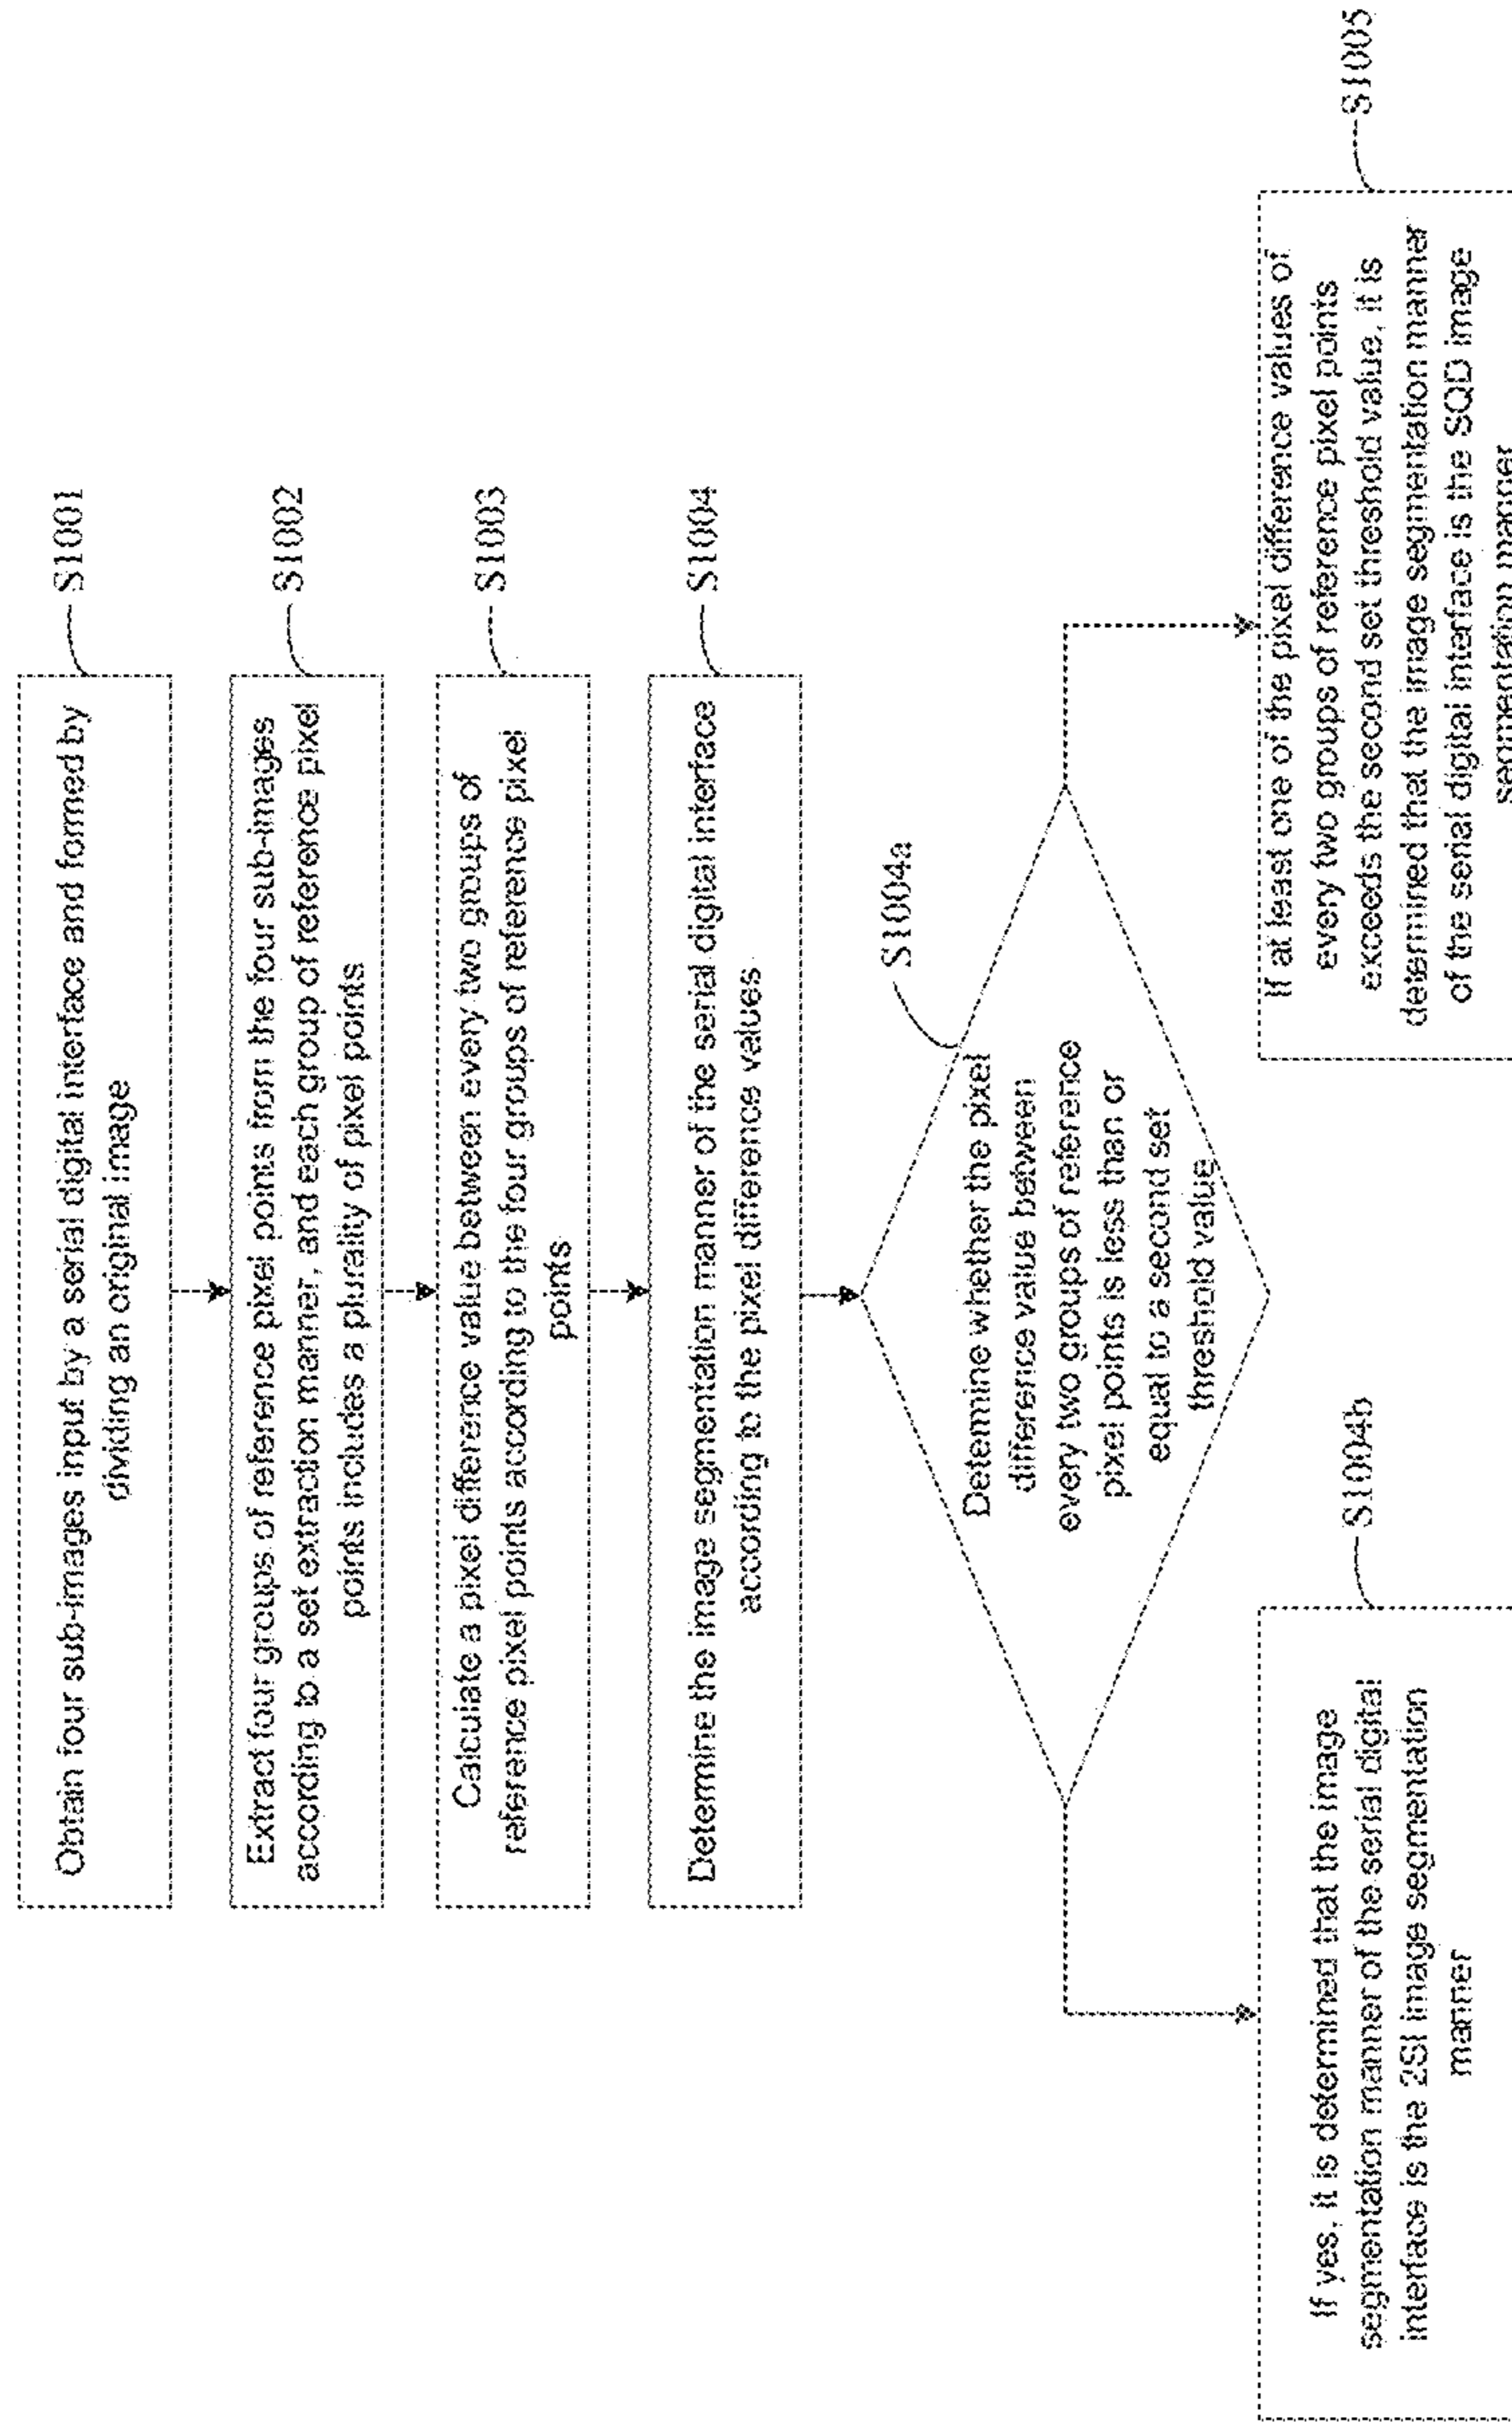 Obtain four sub-images input by a serial digital interface and formed by
dividing an original image
S1001
Extract four groups of reference pixel points from the four sub-images
according to a set extraction manner, and each group of reference pixel
points includes a plurality of pixel points
S1002
Calculate a pixel difference value between every two groups of
reference pixel points according to the four groups of reference pixel
points
S1003
Determine the image segmentation manner of the serial digital interface
according to the pixel difference values
S1004
Determine whether the pixel
difference value between
every two groups of reference
pixel points is less than or
equal to a second set
threshold value
S1004a
If yes, it is determined that the image
segmentation manner of the serial digital
interface is the 2SI image segmentation
manner
S1004b
If at least one of the pixel difference values of
every two groups of reference pixel points
exceeds the second set threshold value, it is
determined that the image segmentation manner
of the serial digital interface is the SQD image
segmentation manner
S1005